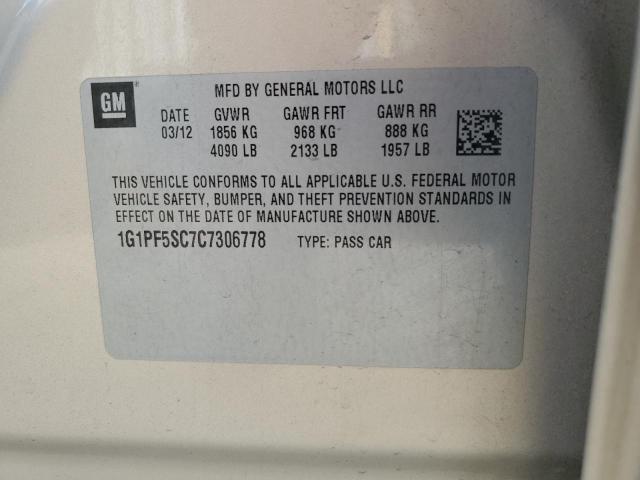 GM
MFD BY GENERAL MOTORS LLC
DATE GVWR GAWR FRT GAWR RR
03/12 1856 KG 968 KG 888 KG
4090 LB 2133 LB 1957 LB
THIS VEHICLE CONFORMS TO ALL APPLICABLE U.S. FEDERAL MOTOR
VEHICLE SAFETY, BUMPER, AND THEFT PREVENTION STANDARDS IN
EFFECT ON THE DATE OF MANUFACTURE SHOWN ABOVE.
1G1PF5SC7C7306778 TYPE: PASS CAR